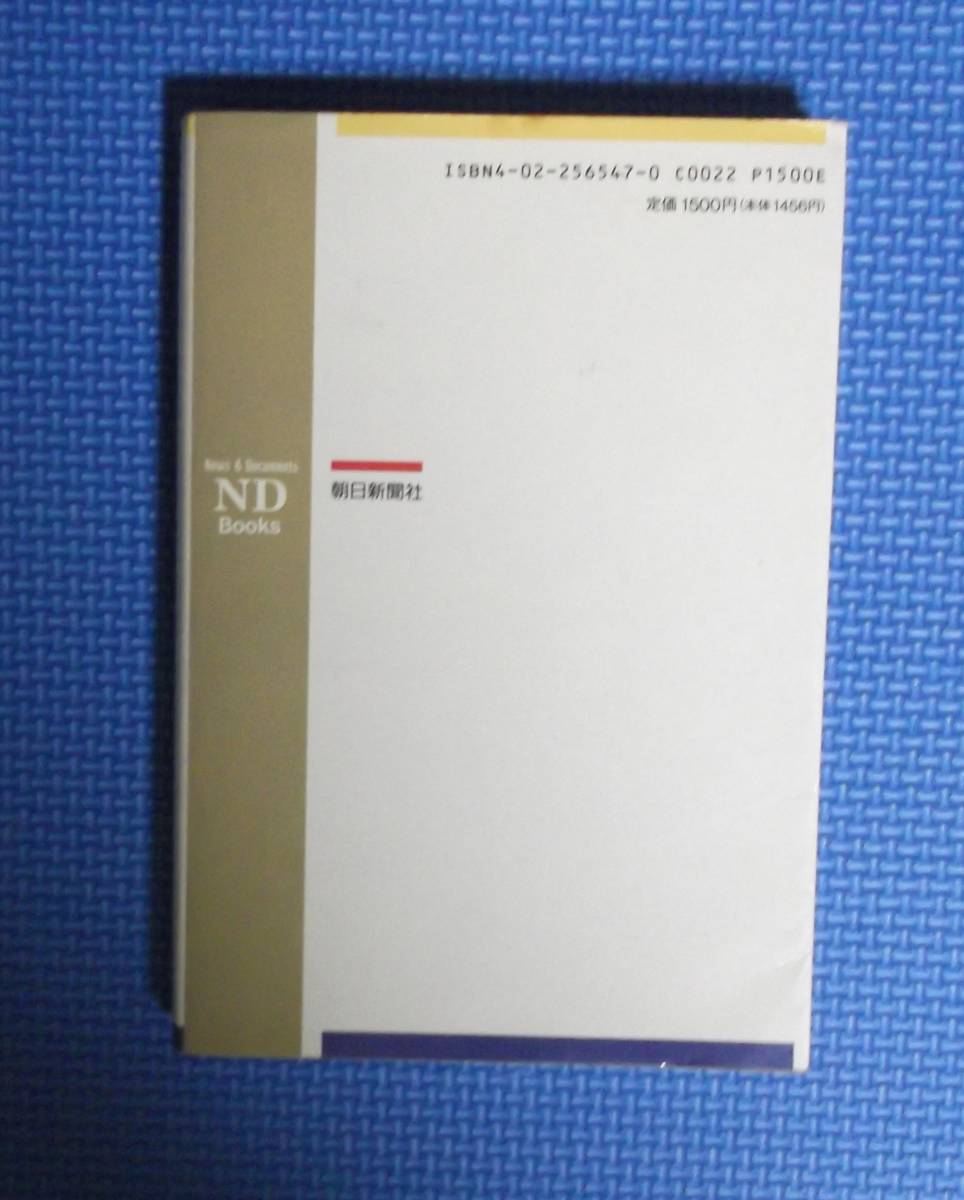 ISBN4-02-256547-0 C0022 P1500E
定価1500円(本体1456円)
News & Documents
ND
Books
朝日新聞社